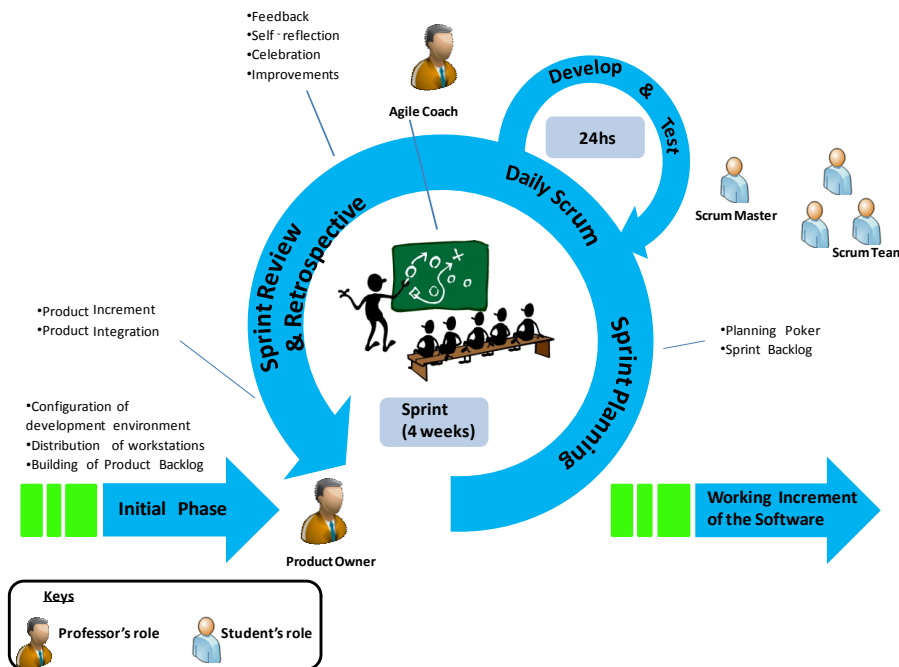 •Feedback
•Self-reflection
•Celebration
•Improvements
Agile Coach
Develop & Test
24hs
Daily Scrum
Scrum Master
Scrum Team
Sprint Review
& Retrospective
•Product Increment
•Product Integration
Sprint Planning
•Planning Poker
•Sprint Backlog
Sprint
(4 weeks)
•Configuration of
development environment
•Distribution of workstations
•Building of Product Backlog
Initial Phase
Product Owner
Working Increment
of the Software
Keys
Professor's role
Student's role